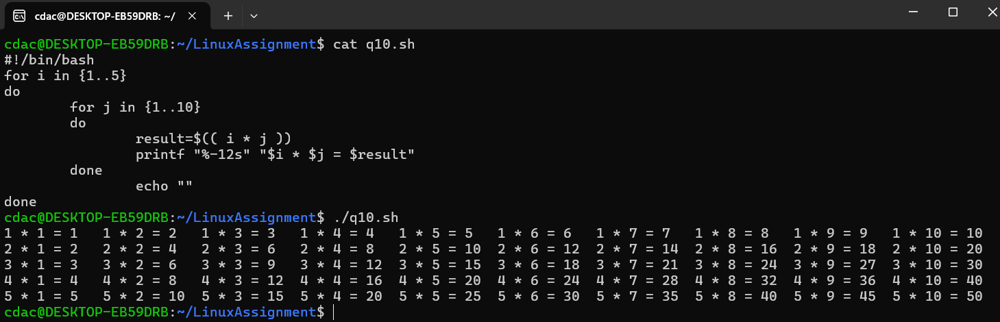 cdac@DESKTOP-EB59DRB: ~/
cdac@DESKTOP-EB59DRB:~/LinuxAssignment$ cat q10.sh
#!/bin/bash
for i in {1..5}
do
        for j in {1..10}
        do
                result=$(( i * j ))
                printf "%-12s" "$i * $j = $result"
        done
                echo ""
done
cdac@DESKTOP-EB59DRB:~/LinuxAssignment$ ./q10.sh
1 * 1 = 1   1 * 2 = 2   1 * 3 = 3   1 * 4 = 4   1 * 5 = 5   1 * 6 = 6   1 * 7 = 7   1 * 8 = 8   1 * 9 = 9   1 * 10 = 10
2 * 1 = 2   2 * 2 = 4   2 * 3 = 6   2 * 4 = 8   2 * 5 = 10  2 * 6 = 12  2 * 7 = 14  2 * 8 = 16  2 * 9 = 18  2 * 10 = 20
3 * 1 = 3   3 * 2 = 6   3 * 3 = 9   3 * 4 = 12  3 * 5 = 15  3 * 6 = 18  3 * 7 = 21  3 * 8 = 24  3 * 9 = 27  3 * 10 = 30
4 * 1 = 4   4 * 2 = 8   4 * 3 = 12  4 * 4 = 16  4 * 5 = 20  4 * 6 = 24  4 * 7 = 28  4 * 8 = 32  4 * 9 = 36  4 * 10 = 40
5 * 1 = 5   5 * 2 = 10  5 * 3 = 15  5 * 4 = 20  5 * 5 = 25  5 * 6 = 30  5 * 7 = 35  5 * 8 = 40  5 * 9 = 45  5 * 10 = 50
cdac@DESKTOP-EB59DRB:~/LinuxAssignment$